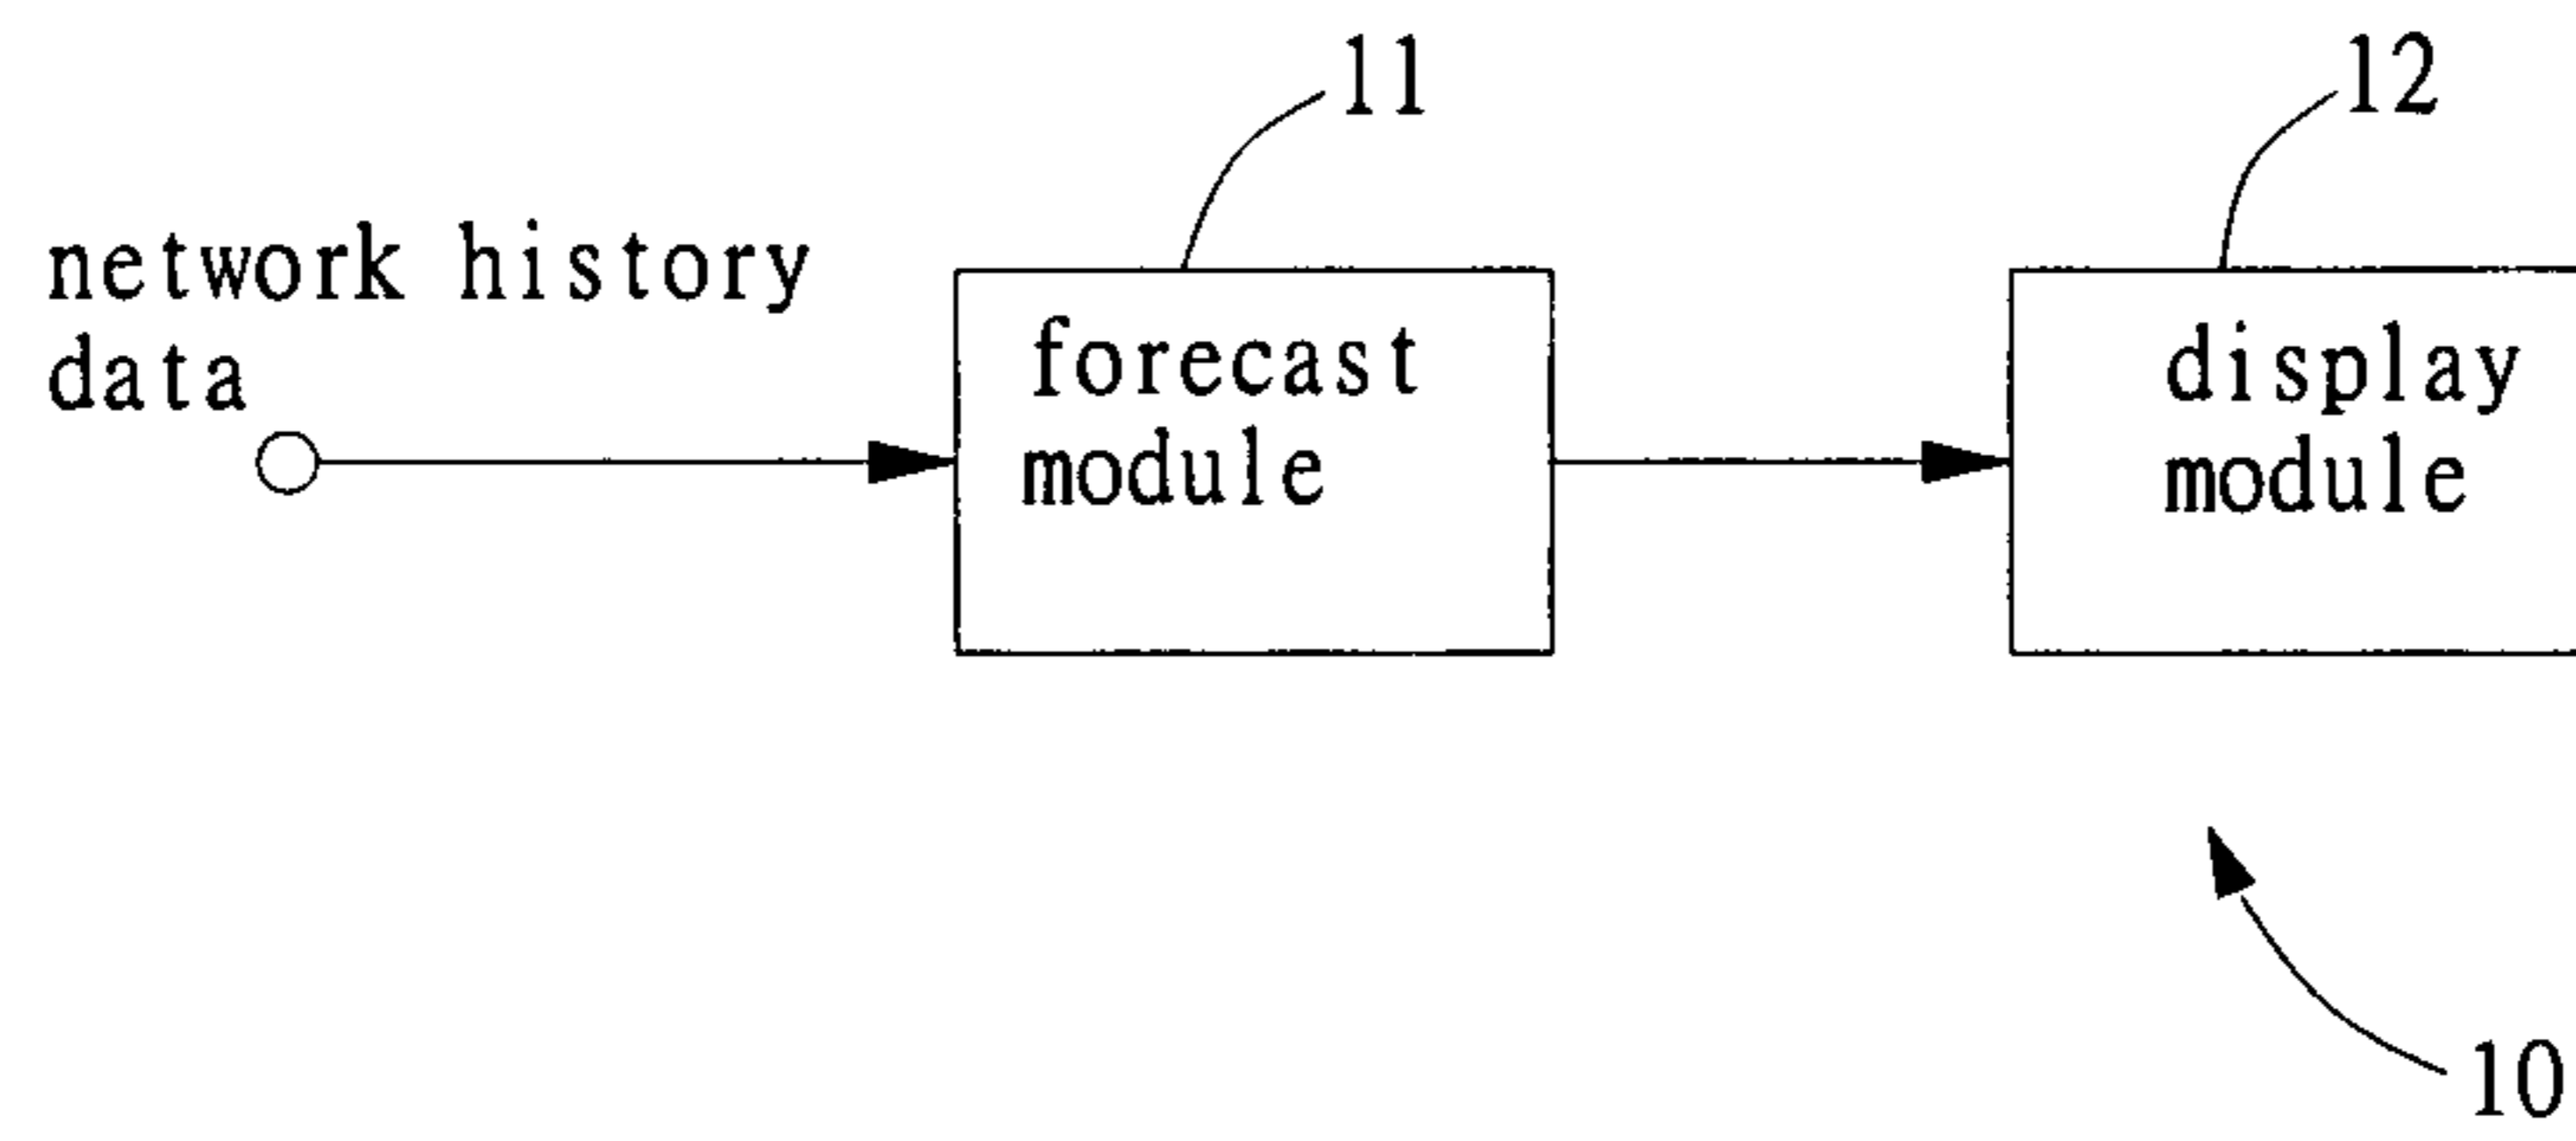 11
12
network history
data
forecast
module
display
module
10